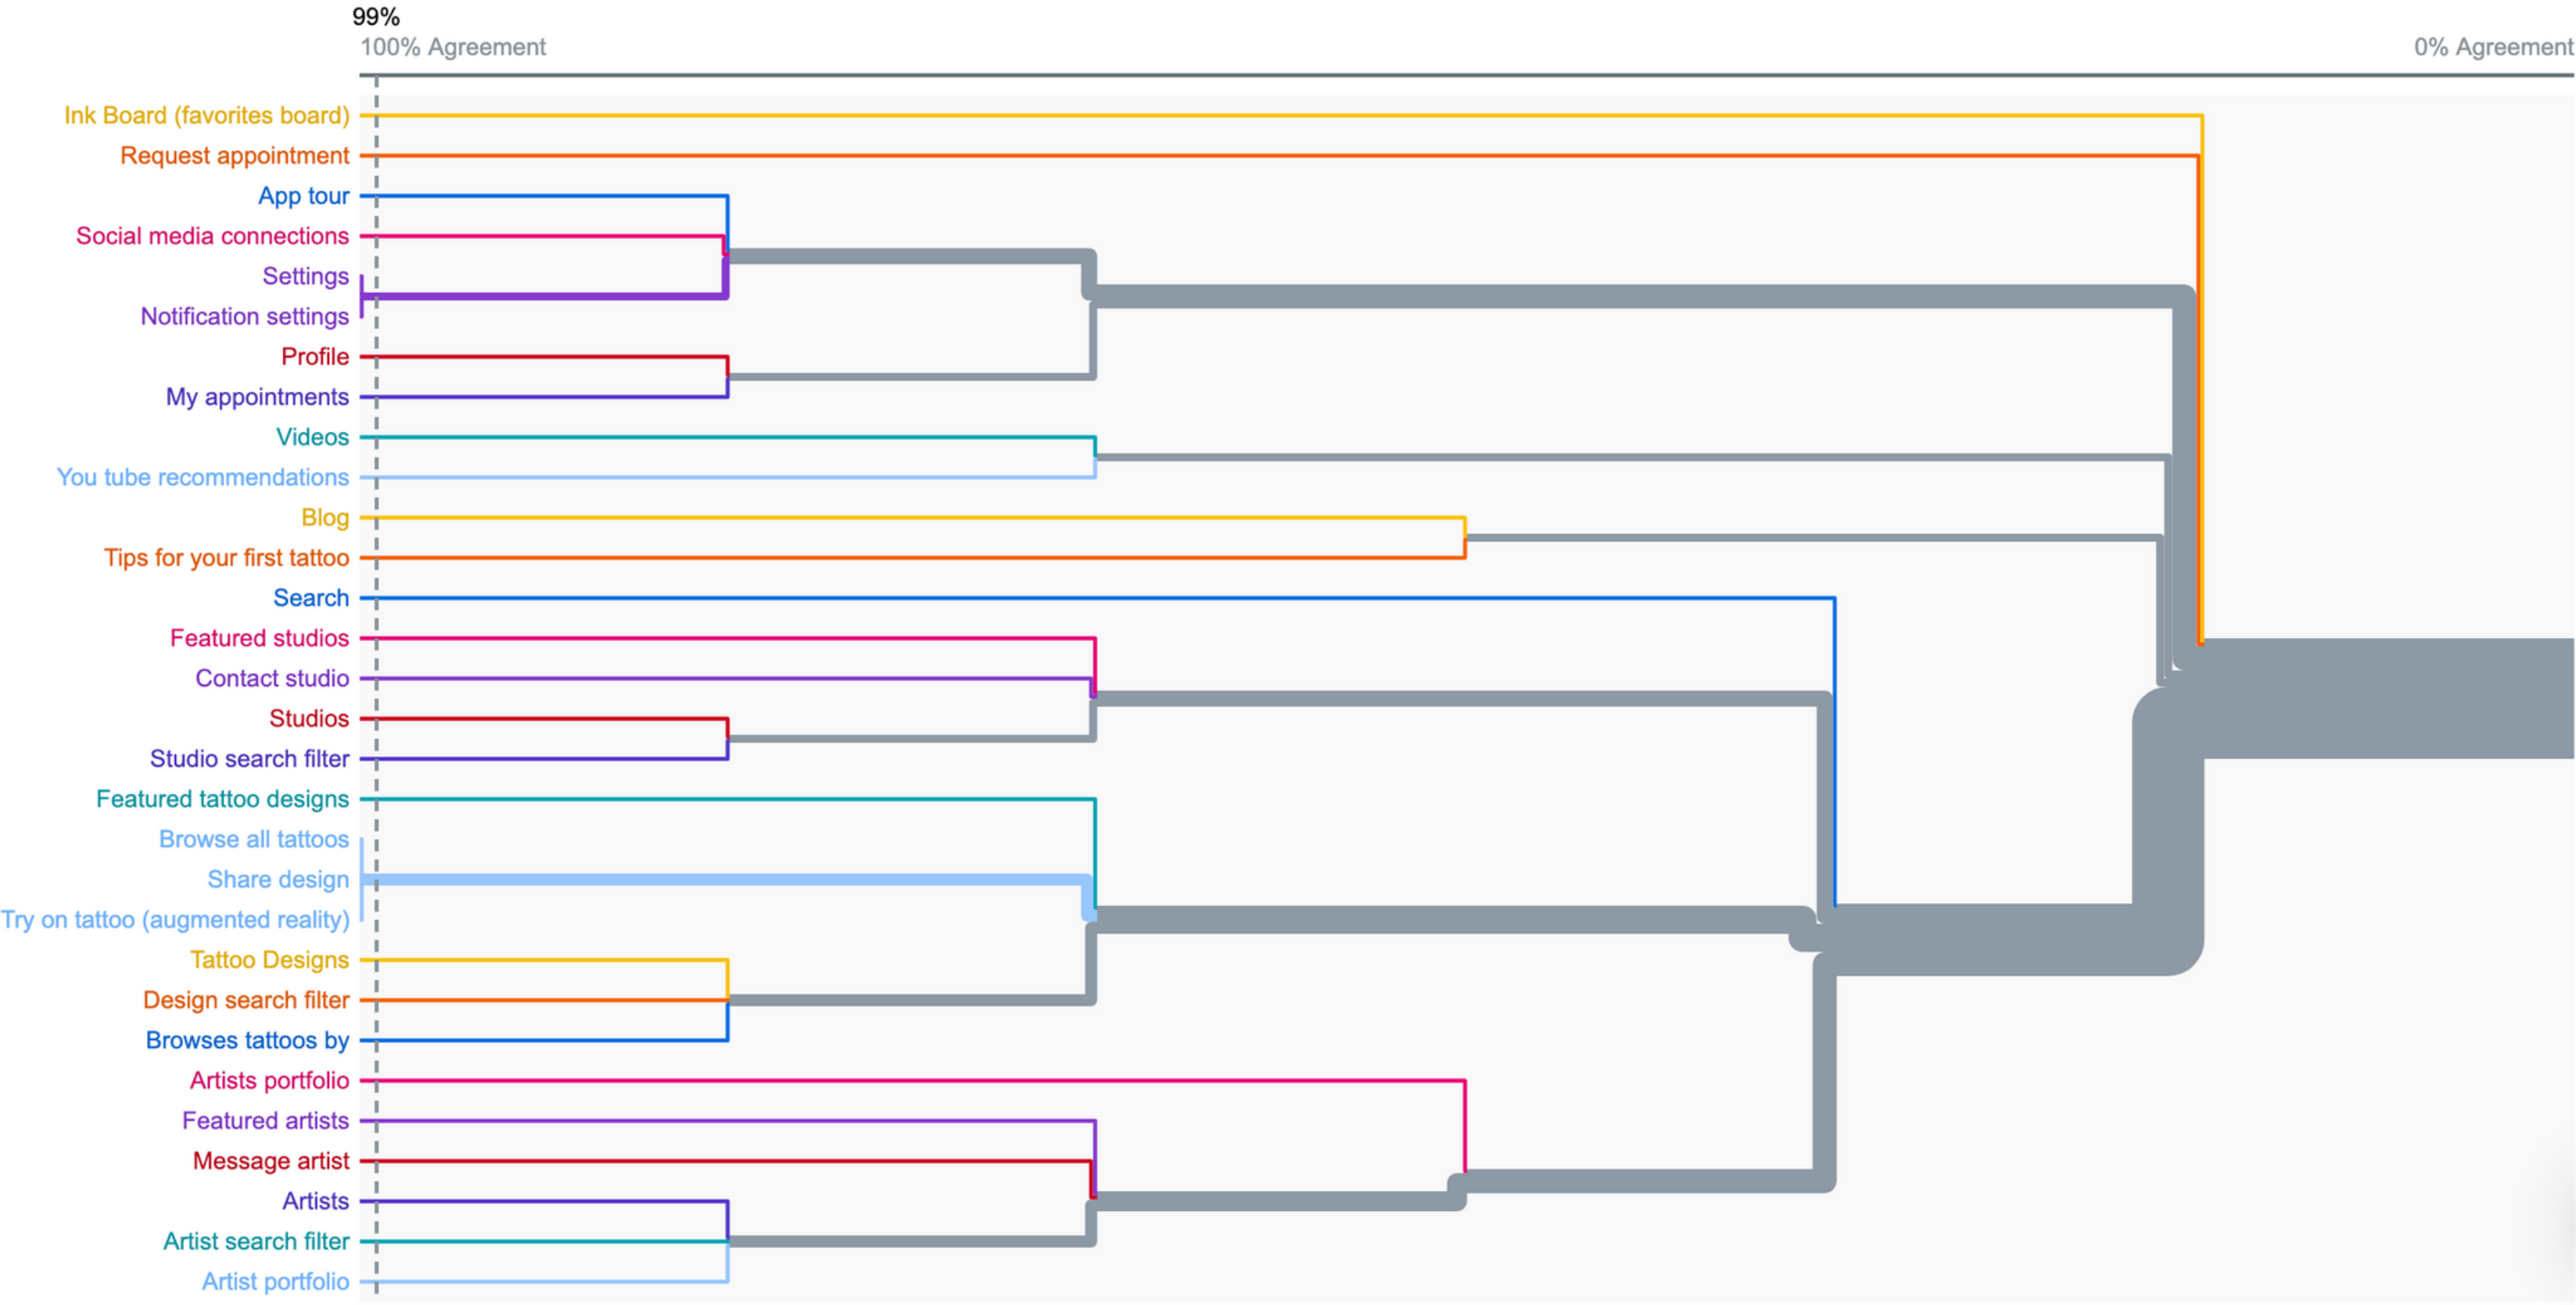 99%
100% Agreement
0% Agreement
Ink Board (favorites board)
Request appointment
App tour
Social media connections
Settings
Notification settings
Profile
My appointments
Videos
You tube recommendations
Blog
Tips for your first tattoo
Search
Featured studios
Contact studio
Studios
Studio search filter
Featured tattoo designs
Browse all tattoos
Share design
Try on tattoo (augmented reality)
Tattoo Designs
Design search filter
Browses tattoos by
Artists portfolio
Featured artists
Message artist
Artists
Artist search filter
Artist portfolio